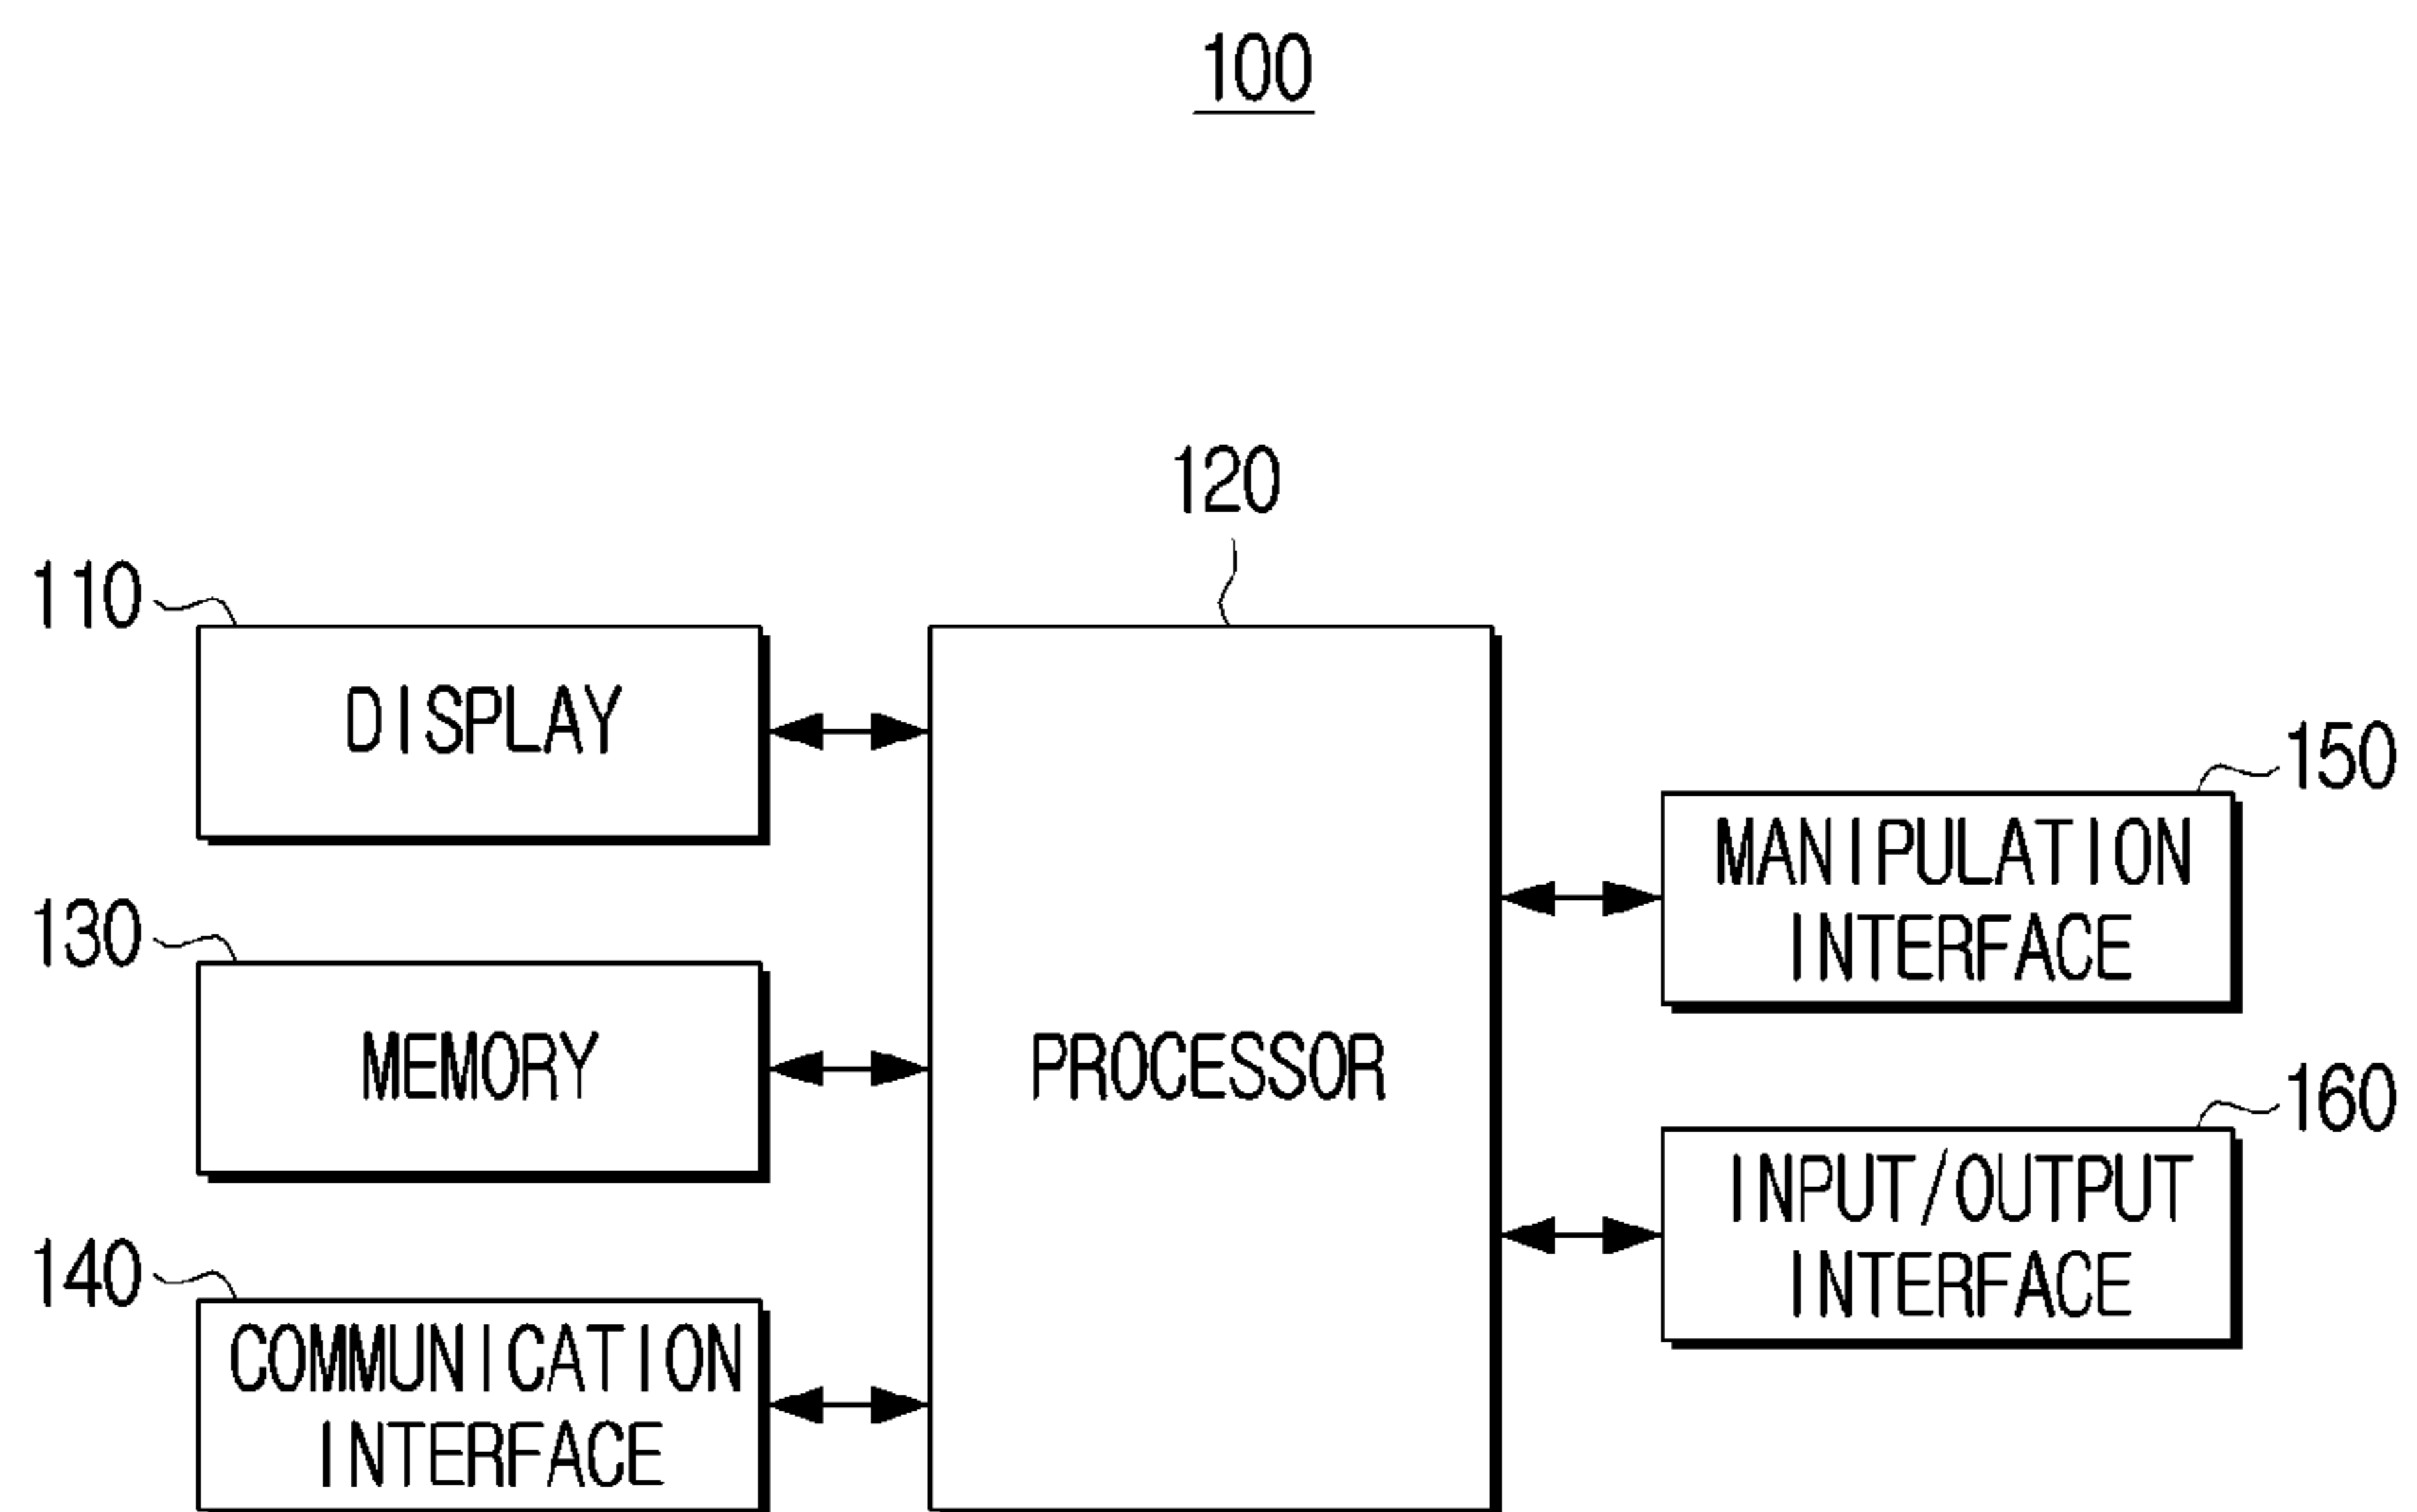 100
120
110
DISPLAY
150
MANIPULATION
INTERFACE
130
MEMORY
PROCESSOR
160
INPUT/OUTPUT
INTERFACE
140
COMMUNICATION
INTERFACE